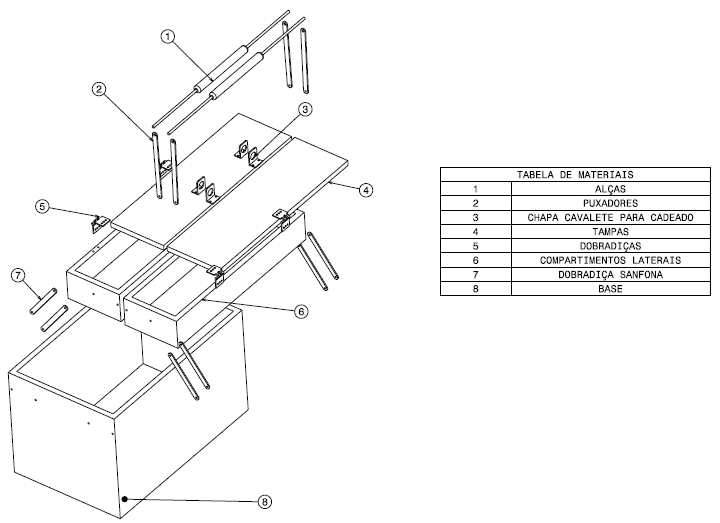 1
2
3
4
5
6
7
8
TABELA DE MATERIAIS
1 ALÇAS
2 PUXADORES
3 CHAPA CAVALETE PARA CADEADO
4 TAMPAS
5 DOBRADIÇAS
6 COMPARTIMENTOS LATERAIS
7 DOBRADIÇA SANFONA
8 BASE